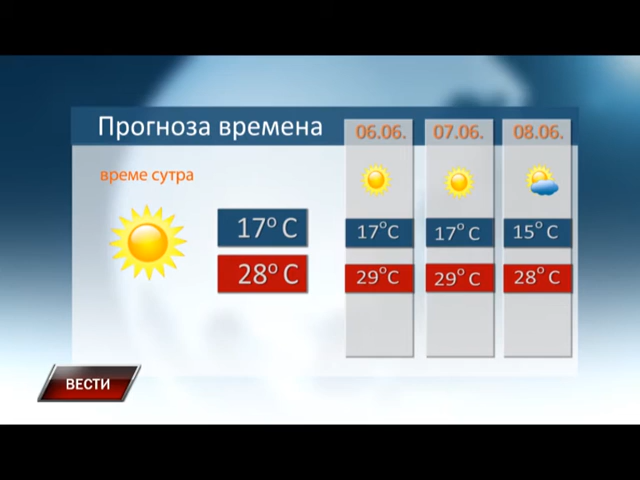 Прогноза времена
06.06. 07.06. 08.06.
време сутра
17°C 17°C 17°C 15°C
28°C 29°C 29°C 28°C
ВЕСТИ